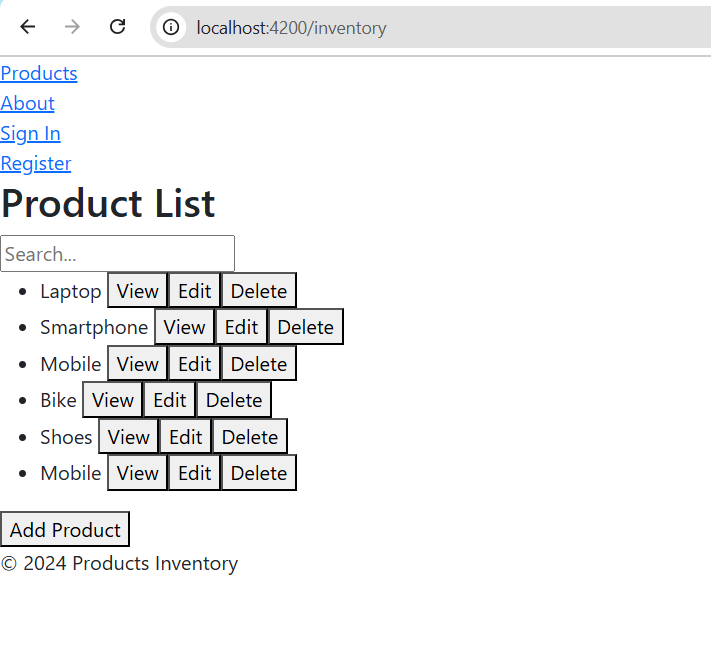 localhost:4200/inventory
Products
About
Sign In
Register
Product List
Search...
Laptop View Edit Delete
Smartphone View Edit Delete
Mobile View Edit Delete
Bike View Edit Delete
Shoes View Edit Delete
Mobile View Edit Delete
Add Product
© 2024 Products Inventory